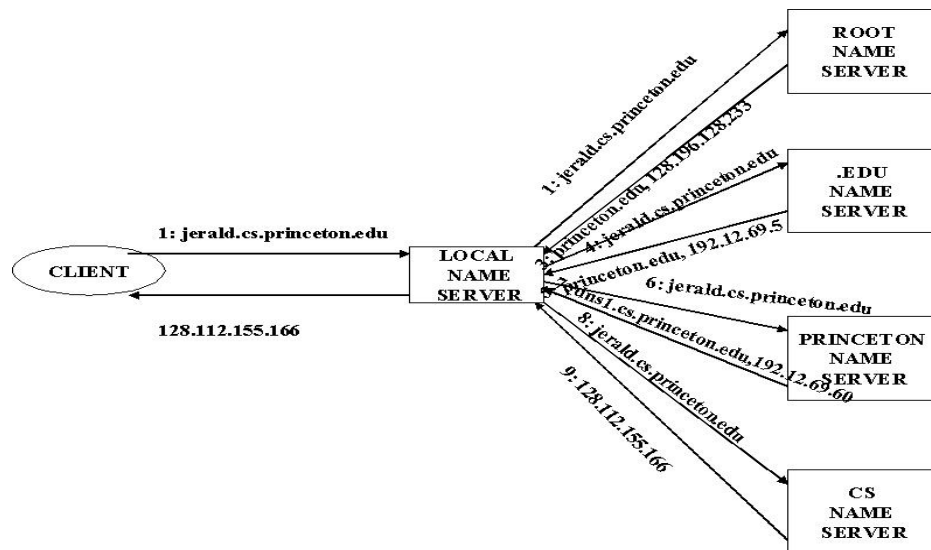 1: jerald.cs.princeton.edu
CLIENT
128.112.155.166
LOCAL
NAME
SERVER
1: jerald.cs.princeton.edu
3: princeton.edu, 128.196.128.233
4: jerald.cs.princeton.edu
princeton.edu, 192.12.69.5
6: jerald.cs.princeton.edu
7: dns1.cs.princeton.edu,192.12.69.60
8: jerald.cs.princeton.edu
9: 128.112.155.166
ROOT
NAME
SERVER
.EDU
NAME
SERVER
PRINCETON
NAME
SERVER
CS
NAME
SERVER